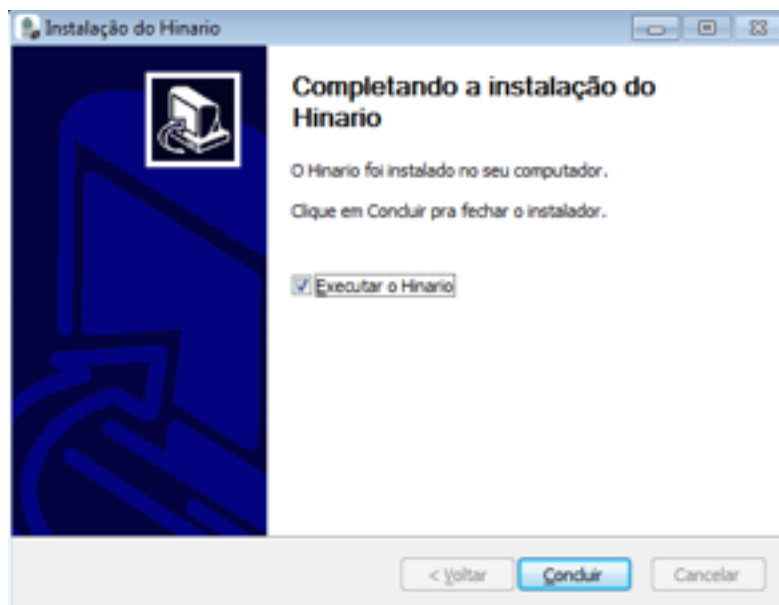 Instalação do Hinario
Completando a instalação do
Hinario
O Hinario foi instalado no seu computador.
Clique em Concluir pra fechar o instalador.
Executar o Hinario
< Voltar
Concluir
Cancelar